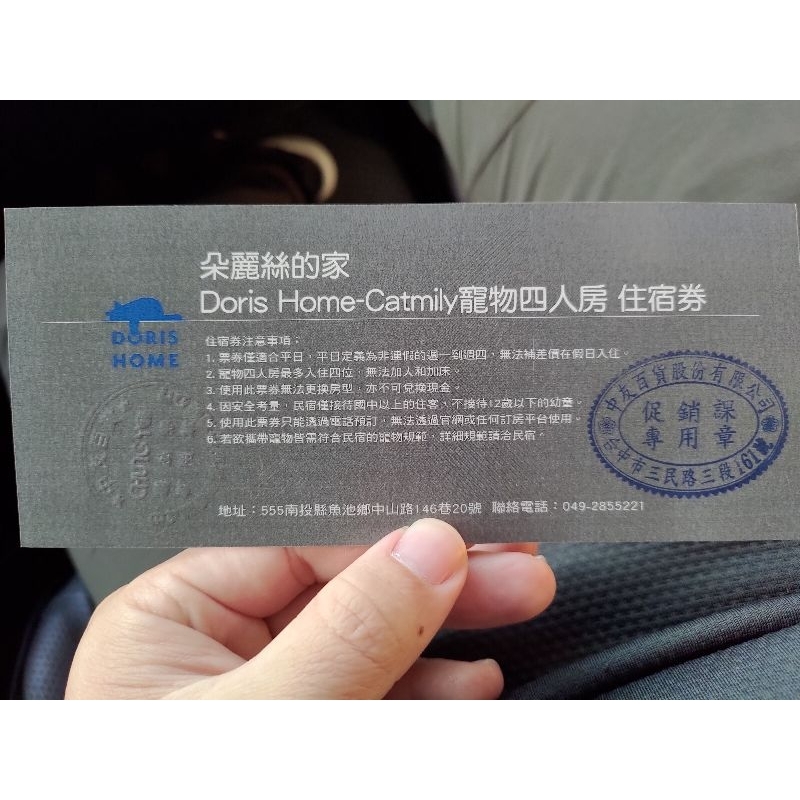 朵麗絲的家
Doris Home-Catmily寵物四人房 住宿券
DORIS
HOME
住宿券注意事項：
1. 票券僅適合平日，平日定義為非連假的週一到週四，無法補差價在假日入住。
2. 寵物四人房最多入住四位，無法加人和加床。
3. 使用此票券無法更換房型，亦不可兌換現金。
4. 因安全考量，民宿僅接待國中以上的住客，不接待12歲以下的幼童。
5. 使用此票券只能透過電話預訂，無法透過官網或任何訂房平台使用。
6. 若欲攜帶寵物皆需符合民宿的寵物規範，詳細規範請洽民宿。
中友百貨股份有限公司
促銷課
專用章
台中市三民路三段161號
地址：555南投縣魚池鄉中山路146巷20號 聯絡電話：049-2855221